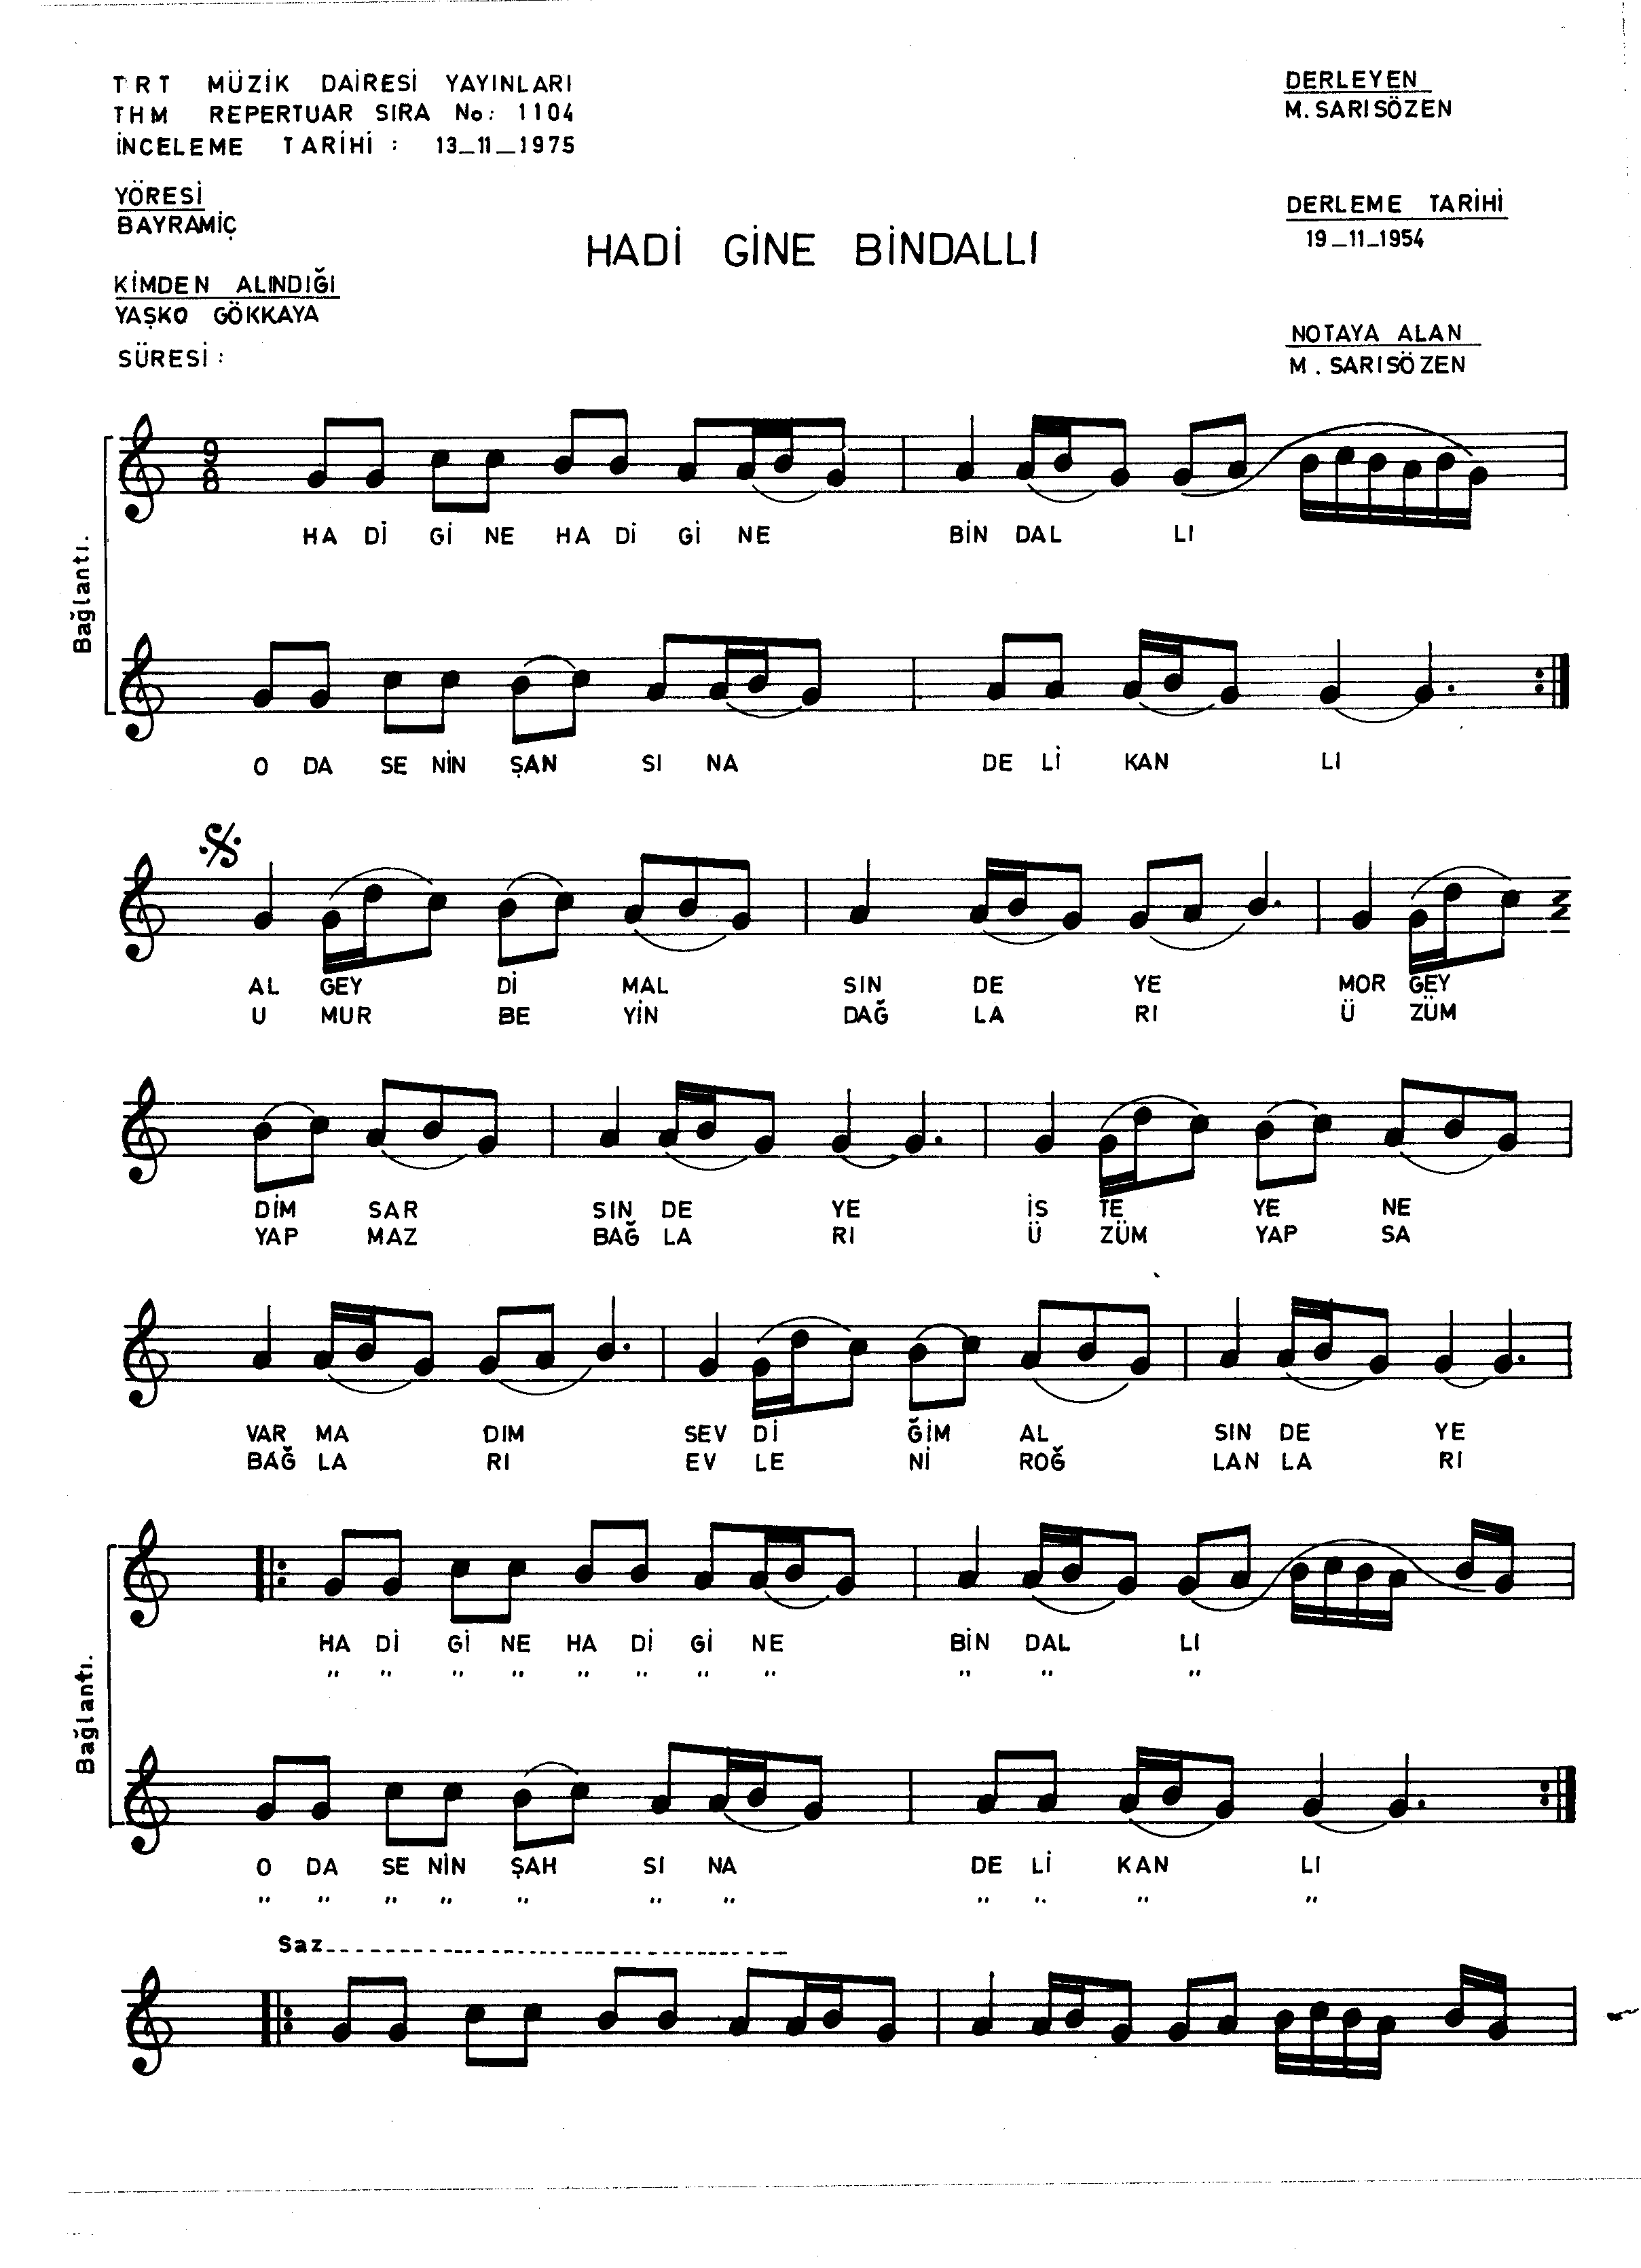 TRT MÜZİK DAİRESİ YAYINLARI
THM REPERTUAR SIRA No: 1104
İNCELEME TARİHİ : 13_11_1975
DERLEYEN
M. SARISÖZEN
YÖRESİ
BAYRAMİÇ
DERLEME TARİHİ
19_11_1954
HADİ GİNE BİNDALLI
KİMDEN ALINDIĞI
YAŞKO GÖKKAYA
SÜRESİ :
NOTAYA ALAN
M. SARISÖZEN
Bağlantı.
9
8
HA Dİ Gİ NE HA Dİ Gİ NE BİN DAL LI
O DA SE NİN ŞAN SI NA DE Lİ KAN LI
AL GEY Dİ MAL SIN DE YE MOR GEY
U MUR BE YİN DAĞ LA RI Ü ZÜM
DİM SAR SIN DE YE İS TE YE NE
YAP MAZ BAĞ LA RI Ü ZÜM YAP SA
VAR MA DIM SEV Dİ ĞİM AL SIN DE YE
BAĞ LA RI EV LE Nİ ROĞ LAN LA RI
Bağlantı.
HA Dİ Gİ NE HA Dİ Gİ NE BİN DAL LI
" " " " " " " " " " "
O DA SE NİN ŞAH SI NA DE Lİ KAN LI
" " " " " " " " " " "
Saz